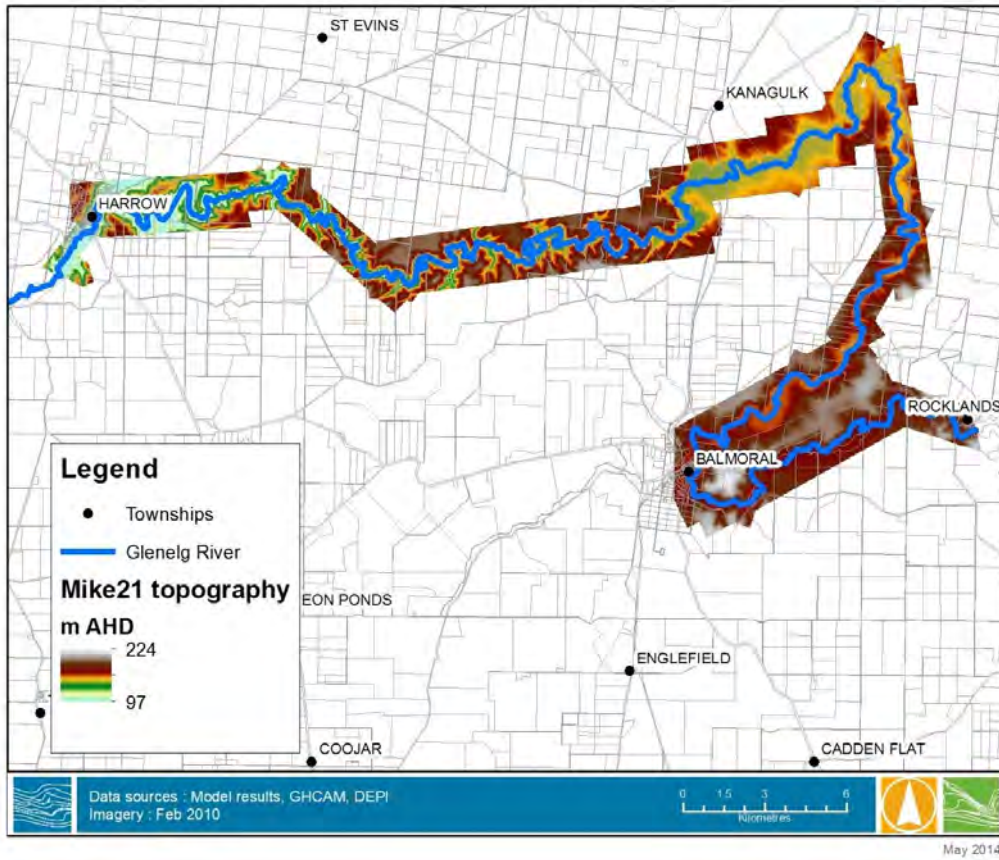 ST EVINS
KANAGULK
HARROW
ROCKLANDS
BALMORAL
Legend
Townships
Glenelg River
Mike21 topography
m AHD
224
97
EON PONDS
ENGLEFIELD
COOJAR
CADDEN FLAT
Data sources : Model results, GHCAM, DEPI
Imagery : Feb 2010
0 1.5 3 6
Kilometres
May 2014